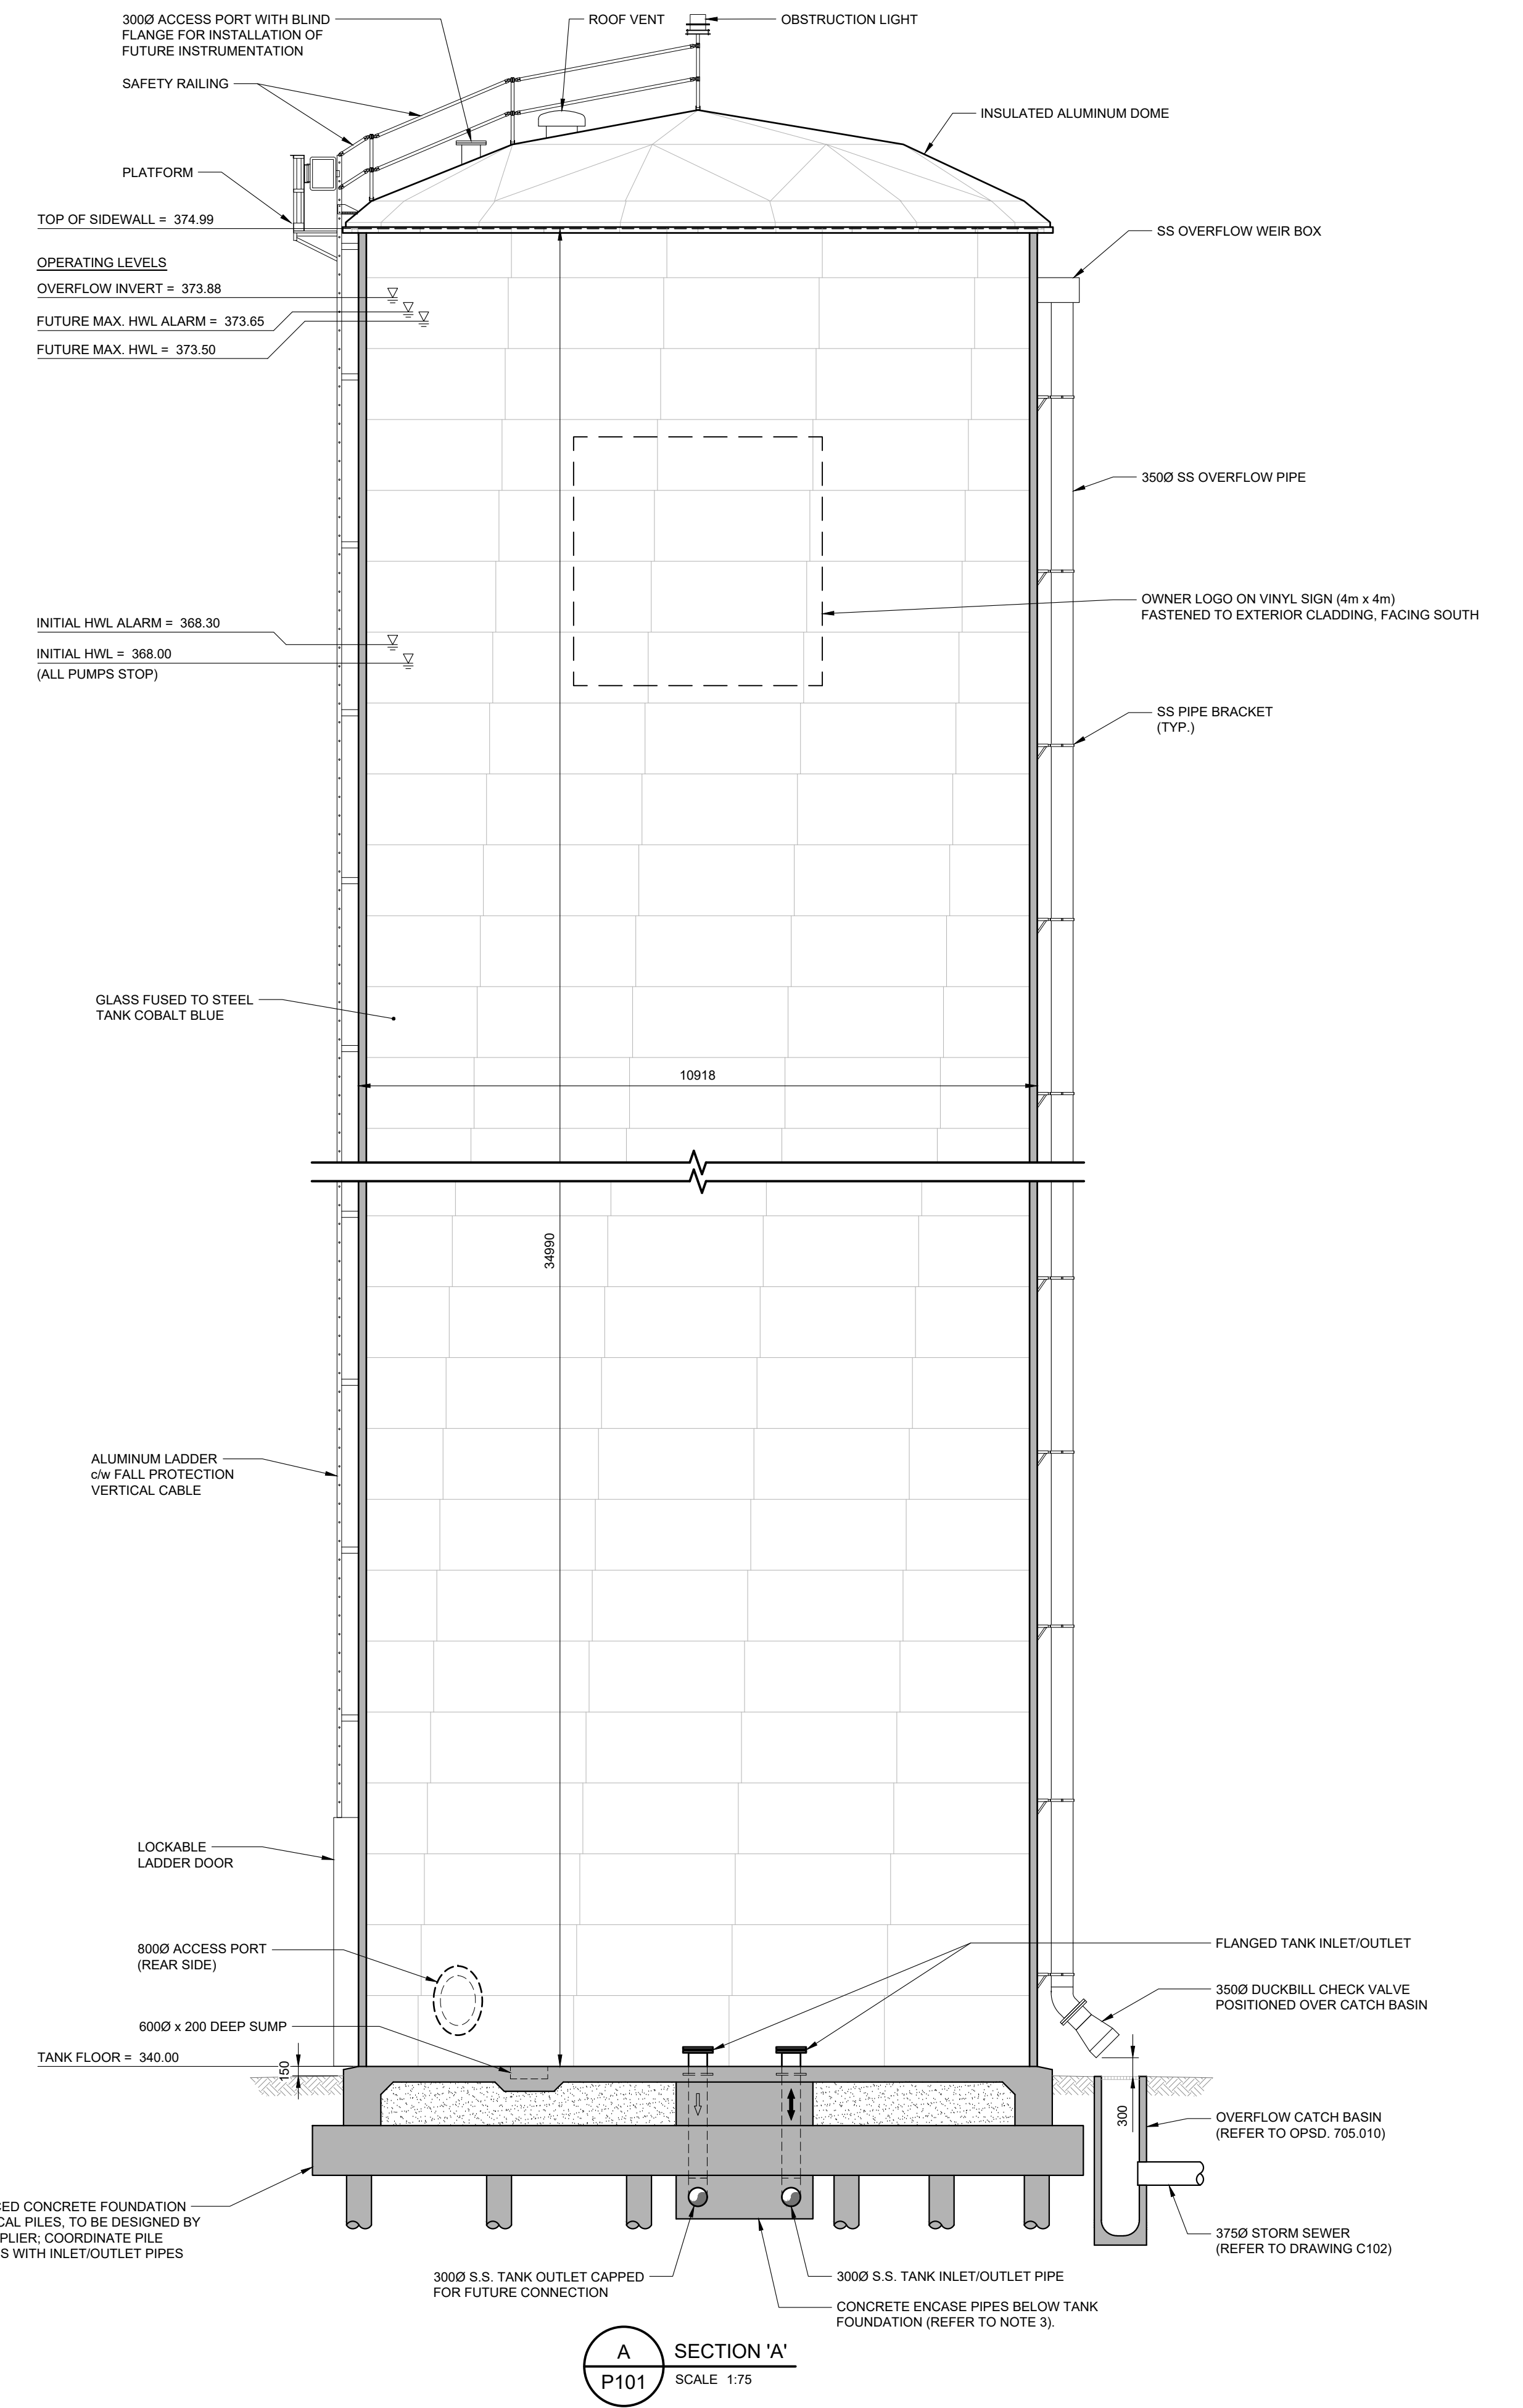 300Ø ACCESS PORT WITH BLIND
FLANGE FOR INSTALLATION OF
FUTURE INSTRUMENTATION
ROOF VENT
OBSTRUCTION LIGHT
SAFETY RAILING
INSULATED ALUMINUM DOME
PLATFORM
TOP OF SIDEWALL = 374.99
SS OVERFLOW WEIR BOX
OPERATING LEVELS
OVERFLOW INVERT = 373.88
FUTURE MAX. HWL ALARM = 373.65
FUTURE MAX. HWL = 373.50
350Ø SS OVERFLOW PIPE
OWNER LOGO ON VINYL SIGN (4m x 4m)
FASTENED TO EXTERIOR CLADDING, FACING SOUTH
INITIAL HWL ALARM = 368.30
INITIAL HWL = 368.00
(ALL PUMPS STOP)
SS PIPE BRACKET
(TYP.)
GLASS FUSED TO STEEL
TANK COBALT BLUE
10918
34990
ALUMINUM LADDER
c/w FALL PROTECTION
VERTICAL CABLE
LOCKABLE
LADDER DOOR
800Ø ACCESS PORT
(REAR SIDE)
FLANGED TANK INLET/OUTLET
350Ø DUCKBILL CHECK VALVE
POSITIONED OVER CATCH BASIN
600Ø x 200 DEEP SUMP
TANK FLOOR = 340.00
150
300
OVERFLOW CATCH BASIN
(REFER TO OPSD. 705.010)
CED CONCRETE FOUNDATION
CAL PILES, TO BE DESIGNED BY
PLIER; COORDINATE PILE
S WITH INLET/OUTLET PIPES
375Ø STORM SEWER
(REFER TO DRAWING C102)
300Ø S.S. TANK OUTLET CAPPED
FOR FUTURE CONNECTION
300Ø S.S. TANK INLET/OUTLET PIPE
CONCRETE ENCASE PIPES BELOW TANK
FOUNDATION (REFER TO NOTE 3).
A
P101
SECTION 'A'
SCALE 1:75